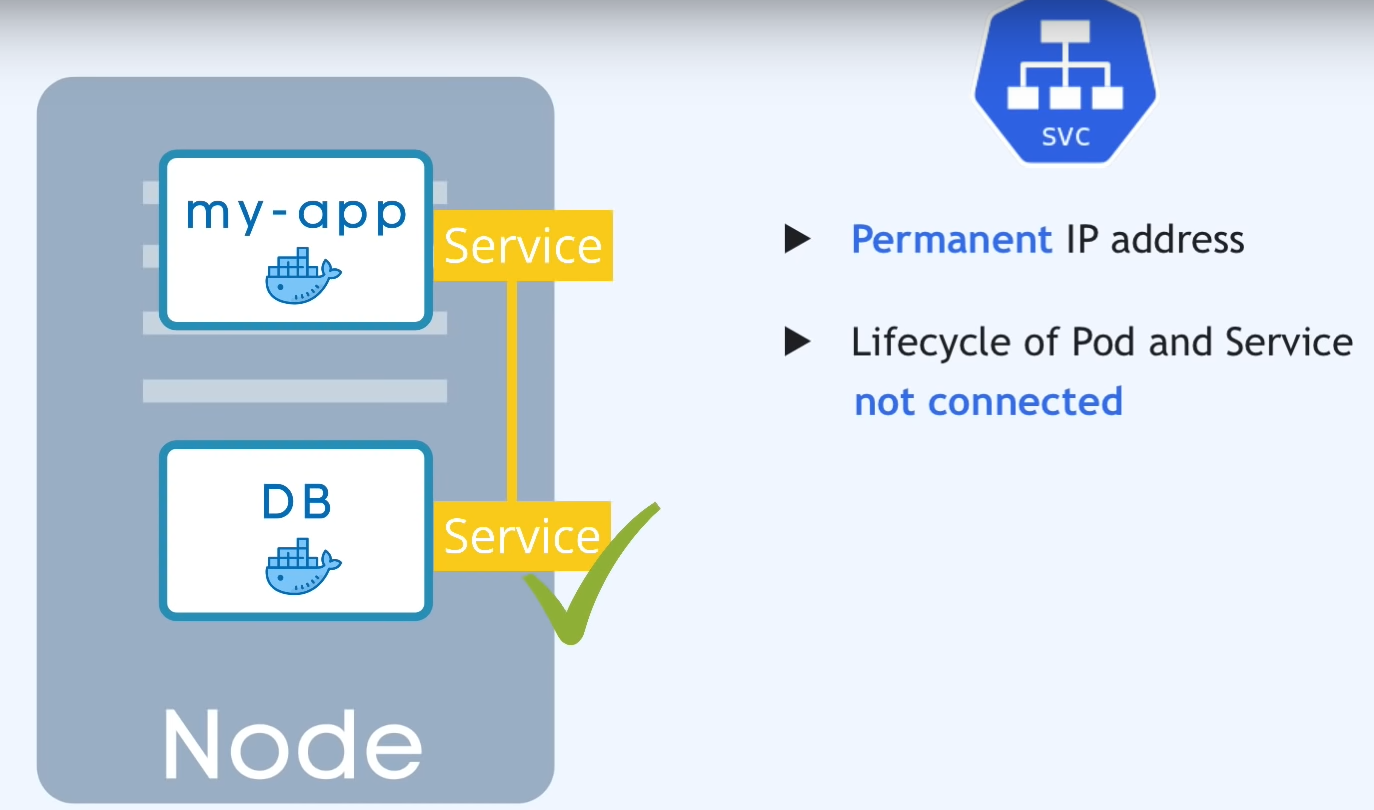 my-app
Service
DB
Service
Node
svc
Permanent IP address
Lifecycle of Pod and Service
not connected